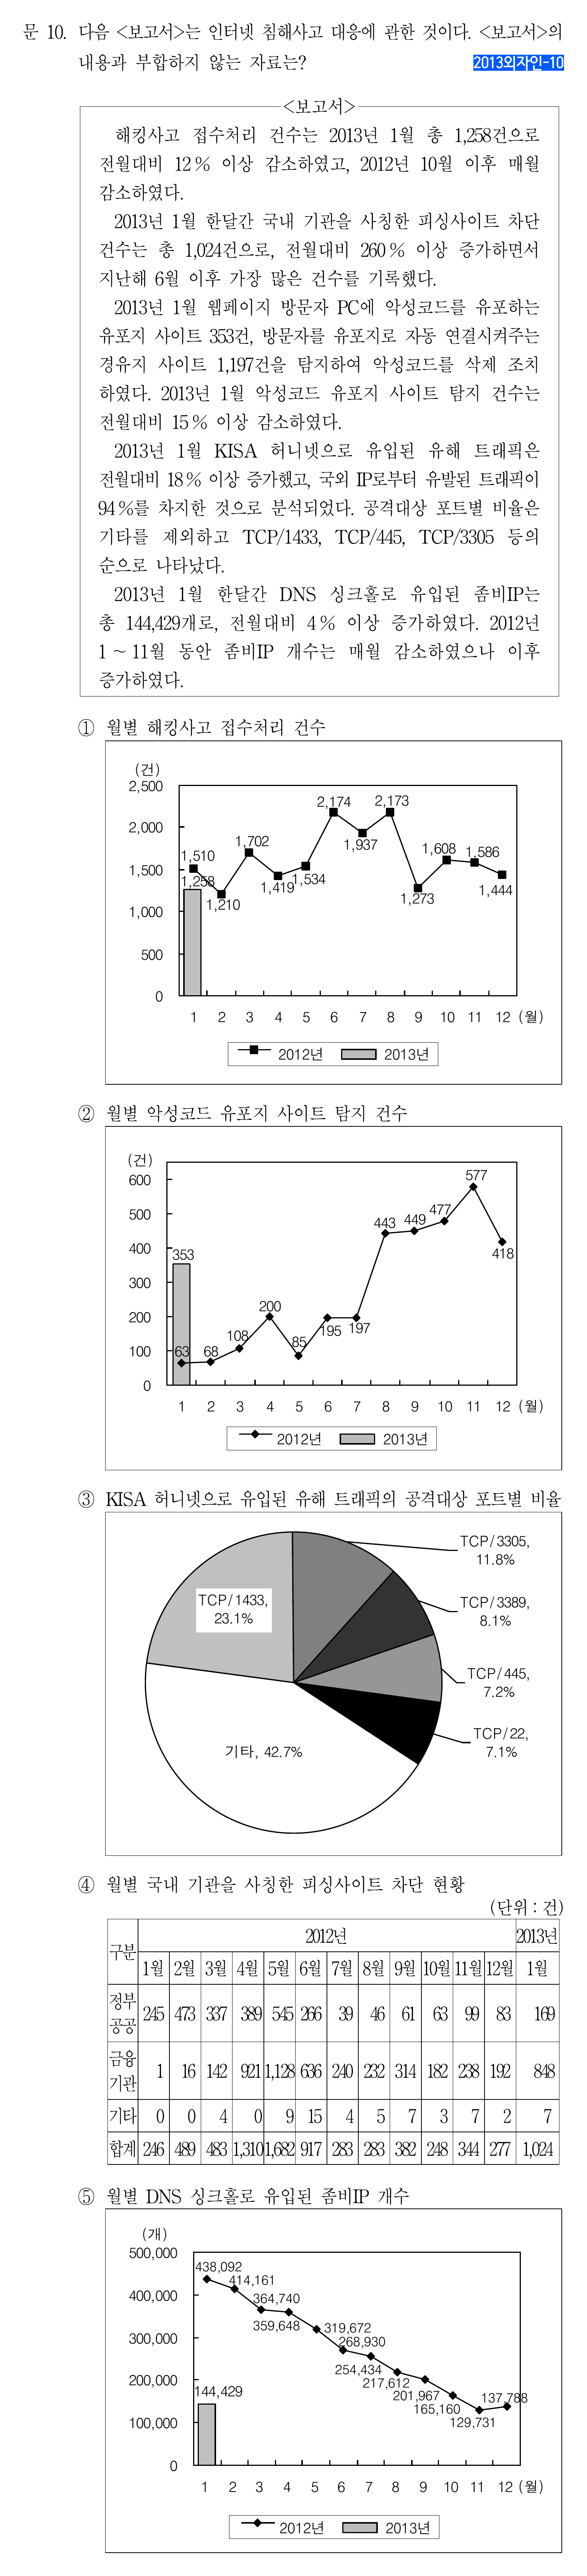 문 10. 다음 <보고서>는 인터넷 침해사고 대응에 관한 것이다. <보고서>의
내용과 부합하지 않는 자료는?
2013외자인-10
<보고서>
해킹사고 접수처리 건수는 2013년 1월 총 1,258건으로
전월대비 12 % 이상 감소하였고, 2012년 10월 이후 매월
감소하였다.
2013년 1월 한달간 국내 기관을 사칭한 피싱사이트 차단
건수는 총 1,024건으로, 전월대비 260 % 이상 증가하면서
지난해 6월 이후 가장 많은 건수를 기록했다.
2013년 1월 웹페이지 방문자 PC에 악성코드를 유포하는
유포지 사이트 353건, 방문자를 유포지로 자동 연결시켜주는
경유지 사이트 1,197건을 탐지하여 악성코드를 삭제 조치
하였다. 2013년 1월 악성코드 유포지 사이트 탐지 건수는
전월대비 15 % 이상 감소하였다.
2013년 1월 KISA 허니넷으로 유입된 유해 트래픽은
전월대비 18 % 이상 증가했고, 국외 IP로부터 유발된 트래픽이
94 %를 차지한 것으로 분석되었다. 공격대상 포트별 비율은
기타를 제외하고 TCP/1433, TCP/445, TCP/3305 등의
순으로 나타났다.
2013년 1월 한달간 DNS 싱크홀로 유입된 좀비IP는
총 144,429개로, 전월대비 4 % 이상 증가하였다. 2012년
1 ~ 11월 동안 좀비IP 개수는 매월 감소하였으나 이후
증가하였다.
① 월별 해킹사고 접수처리 건수
(건)
2,500
2,000
1,500
1,000
500
0
1,510
1,258
1,210
1,702
1,419
1,534
2,174
1,937
2,173
1,273
1,608
1,586
1,444
1 2 3 4 5 6 7 8 9 10 11 12 (월)
2012년 2013년
② 월별 악성코드 유포지 사이트 탐지 건수
(건)
600
500
400
300
200
100
0
353
63
68
108
200
85
195
197
443
449
477
577
418
1 2 3 4 5 6 7 8 9 10 11 12 (월)
2012년 2013년
③ KISA 허니넷으로 유입된 유해 트래픽의 공격대상 포트별 비율
TCP/3305,
11.8%
TCP/3389,
8.1%
TCP/445,
7.2%
TCP/22,
7.1%
기타, 42.7%
TCP/1433,
23.1%
④ 월별 국내 기관을 사칭한 피싱사이트 차단 현황
(단위 : 건)
구분 2012년 2013년
1월 2월 3월 4월 5월 6월 7월 8월 9월 10월 11월 12월 1월
정부
공공 245 473 337 389 545 266 39 46 61 63 99 83 169
금융
기관 1 16 142 921 1,128 636 240 232 314 182 238 192 848
기타 0 0 4 0 9 15 4 5 7 3 7 2 7
합계 246 489 483 1,310 1,682 917 283 283 382 248 344 277 1,024
⑤ 월별 DNS 싱크홀로 유입된 좀비IP 개수
(개)
500,000
400,000
300,000
200,000
100,000
0
438,092
414,161
364,740
359,648
319,672
268,930
254,434
217,612
201,967
165,160
129,731
137,788
144,429
1 2 3 4 5 6 7 8 9 10 11 12 (월)
2012년 2013년